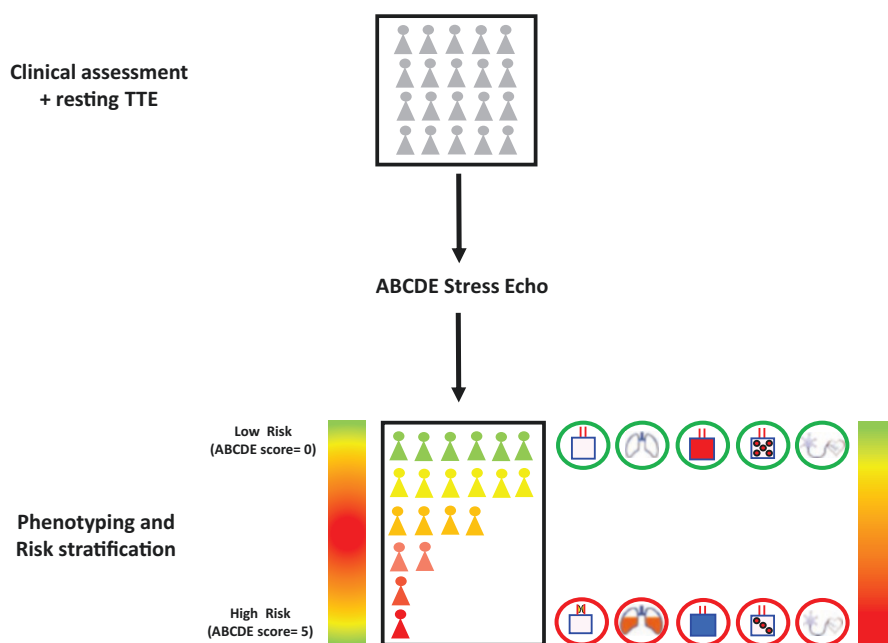 Clinical assessment
+ resting TTE
ABCDE Stress Echo
Low Risk
(ABCDE score= 0)
Phenotyping and
Risk stratification
High Risk
(ABCDE score= 5)